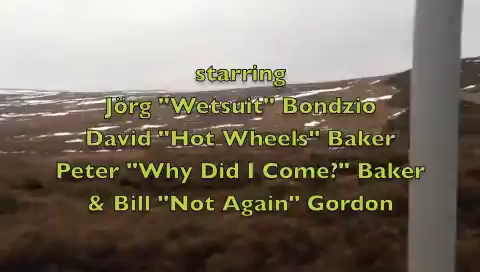 starring
Jörg "Wetsuit" Bondzio
David "Hot Wheels" Baker
Peter "Why Did I Come?" Baker
& Bill "Not Again" Gordon